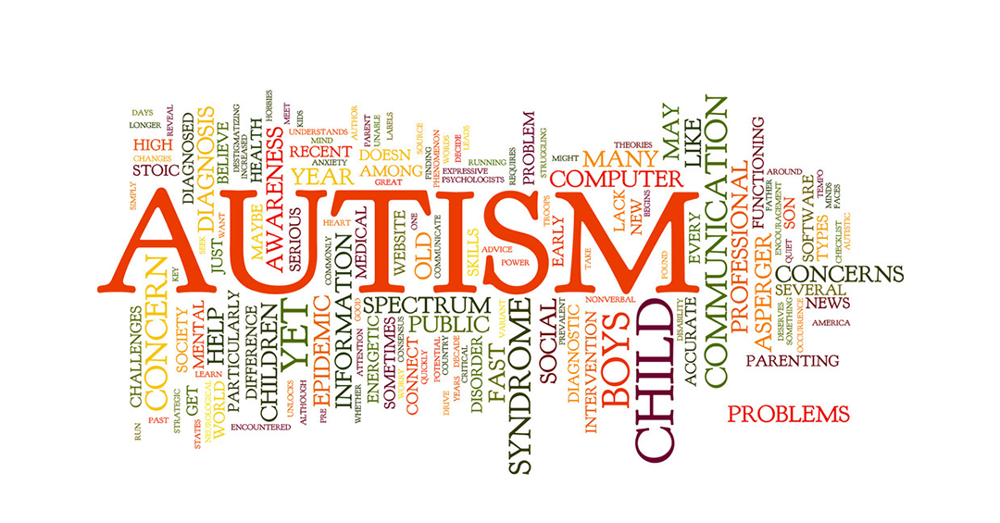 DAYS
LONGER
REVEAL
HIGH
CHANGES
STOIC
SIMPLY
DIAGNOSED
DIAGNOSIS
SEEK
BELIEVE
WANT
JUST
DESTIGMATIZING
INCREASED
HEALTH
MAYBE
HOBBIES
AWARENESS
MEET
KIDS
SERIOUS
UNDERSTANDS
MIND
RECENT
ANXIETY
YEAR
HEART
AUTHOR
PARENT
UNABLE
LABELS
DOESN
AMONG
GREAT
SOURCE
FINDING
PHENOMENON
WORDS
DECIDE
LEADS
RUNNING
EXPRESSIVE
PSYCHOLOGISTS
REQUIRES
PROBLEM
STRUGGLING
MIGHT
THEORIES
MANY
COMPUTER
MAY
LIKE
COMMUNICATION
AUTISM
COMMONLY
INFORMATION
MEDICAL
WEBSITE
OLD
ONE
COMMUNICATE
SKILLS
ADVICE
POWER
TROOPS
EARLY
TAKE
LACK
NEW
BEGINS
FOUND
EVERY
PROFESSIONAL
FUNCTIONING
AROUND
FATHER
ENCOURAGEMENT
QUIET
SON
SOFTWARE
TYPES
TEMPO
MINDS
FACES
CHECKLIST
AUTISTIC
ASPERGER
CONCERNS
SEVERAL
NEWS
AMERICA
DESERVES
SOMETHING
OCCURRENCE
PARENTING
PROBLEMS
CONCERN
KEY
CHALLENGES
RUN
PAST
STRATEGIC
SOCIETY
GET
MENTAL
LEARN
STATES
NEUROLOGICAL
HELP
WORLD
PARTICULARLY
ENCOUNTERED
DIFFERENCE
CHILDREN
YET
UNLOCKS
ALTHOUGH
EPIDEMIC
PRE
WHETHER
ATTENTION
GOOD
SPECTRUM
ENERGETIC
SOMETIMES
WORRY
CONSENSUS
PUBLIC
CONNECT
QUICKLY
POTENTIAL
COUNTRY
DRIVE
YEARS
DECADE
CRITICAL
DISORDER
FAST
VARIANT
SYNDROME
SOCIAL
PREVALENT
DIAGNOSTIC
NONVERBAL
INTERVENTION
BOYS
CHILD
DISABILITY
ACCURATE